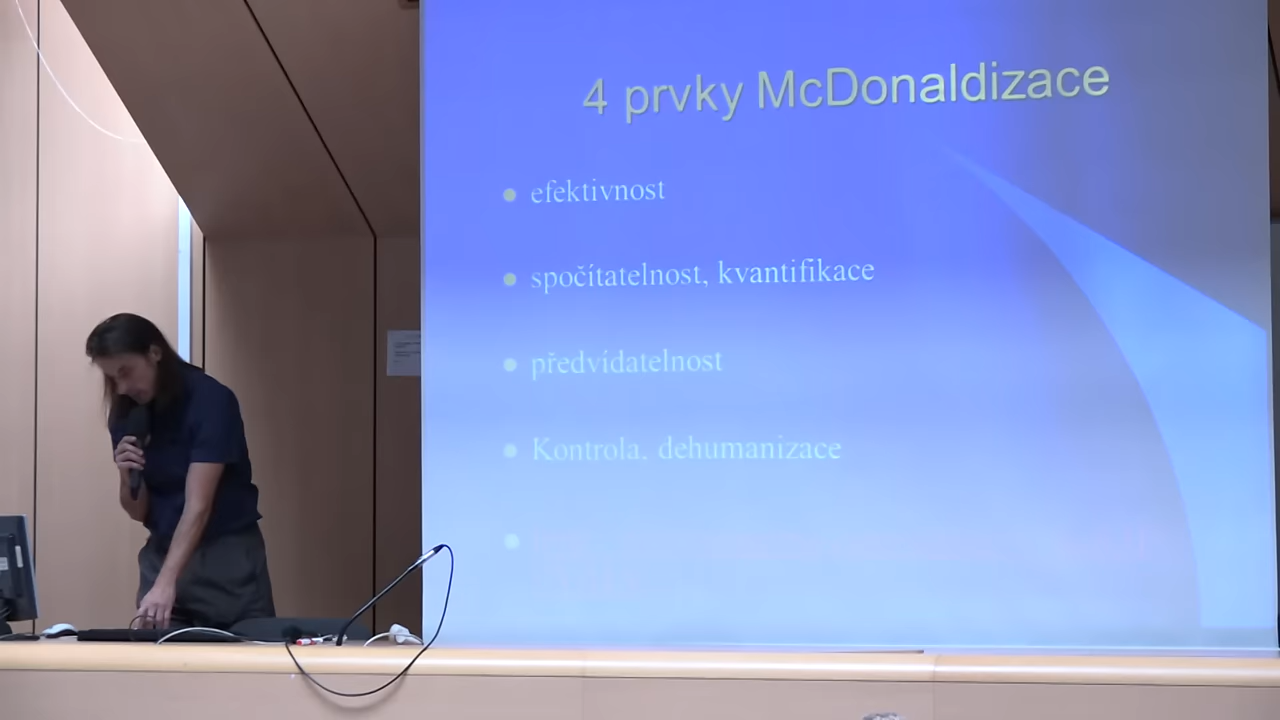 4 prvky McDonaldizace
efektivnost
spočítatelnost, kvantifikace
předvídatelnost
Kontrola, dehumanizace